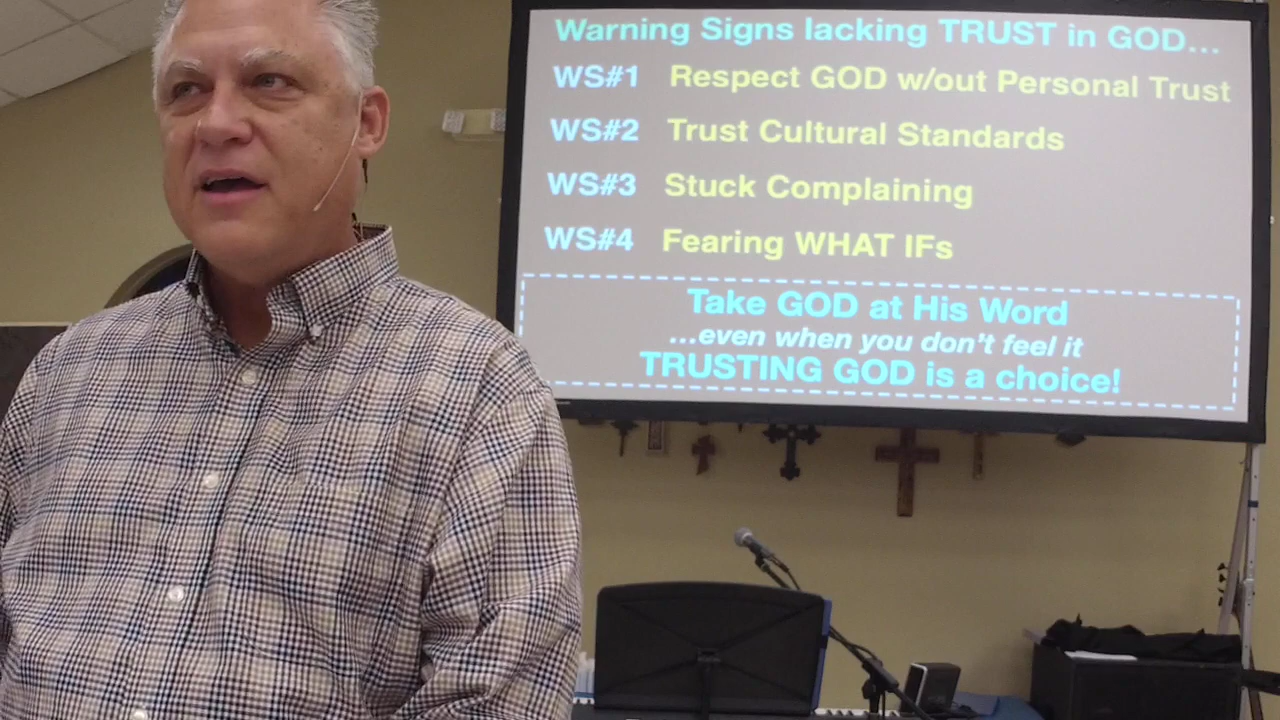 Warning Signs lacking TRUST in GOD...
WS#1 Respect GOD w/out Personal Trust
WS#2 Trust Cultural Standards
WS#3 Stuck Complaining
WS#4 Fearing WHAT IFs
Take GOD at His Word
...even when you don't feel it
TRUSTING GOD is a choice!